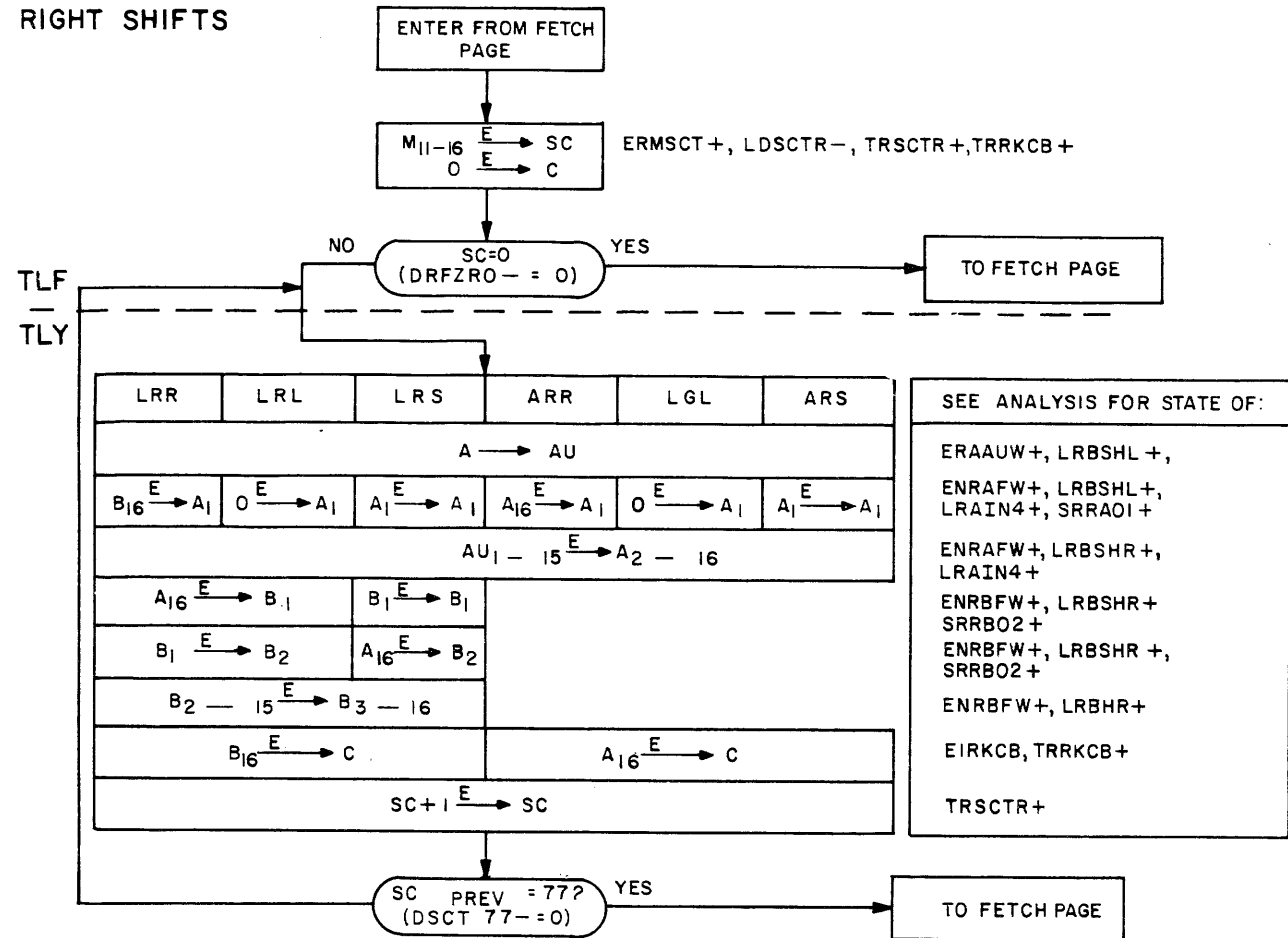 RIGHT SHIFTS
ENTER FROM FETCH
PAGE
M11-16 E→ SC
0 E→ C
ERMSCT+, LDSCTR-, TRSCTR+,TRRKCB+
NO
SC=0
(DRFZRO- = 0)
YES
TO FETCH PAGE
TLF
TLY
LRR LRL LRS ARR LGL ARS
SEE ANALYSIS FOR STATE OF:
A → AU
ERAAUW+, LRBSHL+,
B16 E→ A1 0 E→ A1 A1 E→ A1 A16 E→ A1 0 E→ A1 A1 E→ A1
ENRAFW+, LRBSHL+,
LRAIN4+, SRRA01+
AU1 - 15 E→ A2 - 16
ENRAFW+, LRBSHR+,
LRAIN4+
A16 E→ B.1 B1 E→ B1
ENRBFW+, LRBSHR+
SRRB02+
B1 E→ B2 A16 E→ B2
ENRBFW+, LRBSHR +,
SRRB02+
B2 - 15 E→ B3 - 16
ENRBFW+, LRBHR+
B16 E→ C A16 E→ C
EIRKCB, TRRKCB+
SC+1 E→ SC
TRSCTR+
SC PREV = 77?
(DSCT 77-=0)
YES
TO FETCH PAGE